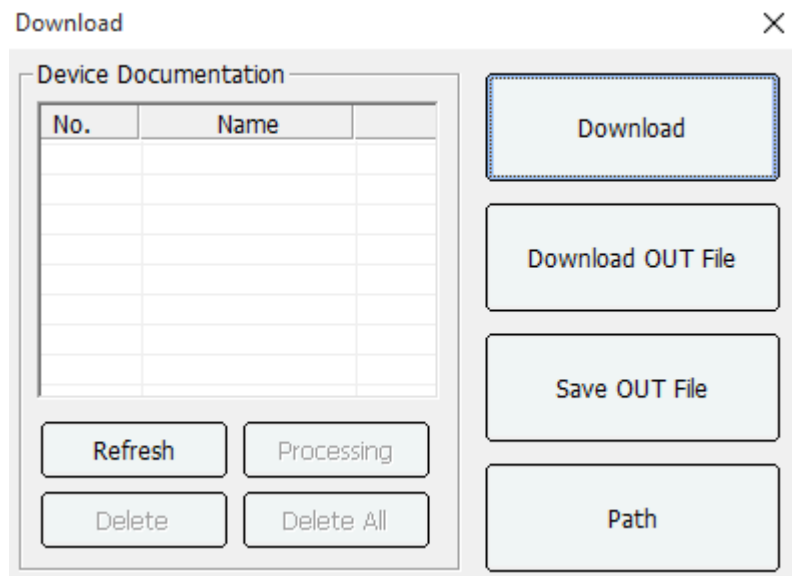 Download
Device Documentation
No. Name
Refresh Processing
Delete Delete All
Download
Download OUT File
Save OUT File
Path